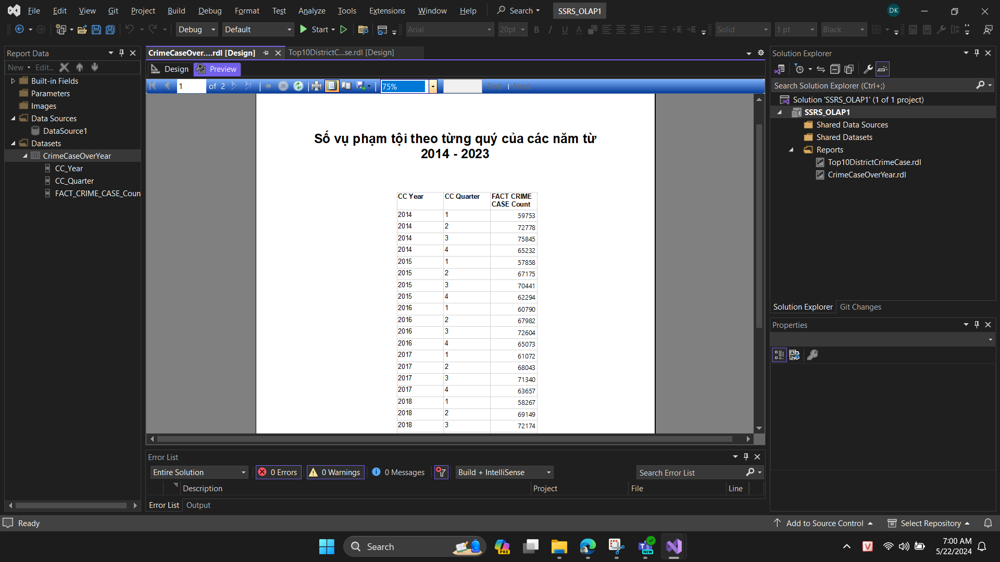 File Edit View Git Project Build Debug Format Test Analyze Tools Extensions Window Help Search SSRS_OLAP1 DK
Debug Default Start Arial 20pt B I U A Solid 1 pt Black
Report Data
New Edit...
Built-in Fields
Parameters
Images
Data Sources
DataSource1
Datasets
CrimeCaseOverYear
CC_Year
CC_Quarter
FACT_CRIME_CASE_Coun
CrimeCaseOver....rdl [Design] Top10DistrictC...se.rdl [Design]
Design Preview
1 of 2 75% Find | Next
Số vụ phạm tội theo từng quý của các năm từ
2014 - 2023
CC Year CC Quarter FACT CRIME
CASE Count
2014 1 59753
2014 2 72778
2014 3 75845
2014 4 65232
2015 1 57858
2015 2 67175
2015 3 70441
2015 4 62294
2016 1 60790
2016 2 67982
2016 3 72604
2016 4 65073
2017 1 61072
2017 2 68043
2017 3 71340
2017 4 63657
2018 1 58267
2018 2 69149
2018 3 72174
Error List
Entire Solution 0 Errors 0 Warnings 0 Messages Build + IntelliSense Search Error List
Description Project File Line
Error List Output
Solution Explorer
Search Solution Explorer (Ctrl+;)
Solution 'SSRS_OLAP1' (1 of 1 project)
SSRS_OLAP1
Shared Data Sources
Shared Datasets
Reports
Top10DistrictCrimeCase.rdl
CrimeCaseOverYear.rdl
Solution Explorer Git Changes
Properties
Ready Add to Source Control Select Repository
Search PRE NEW V 7:00 AM
5/22/2024